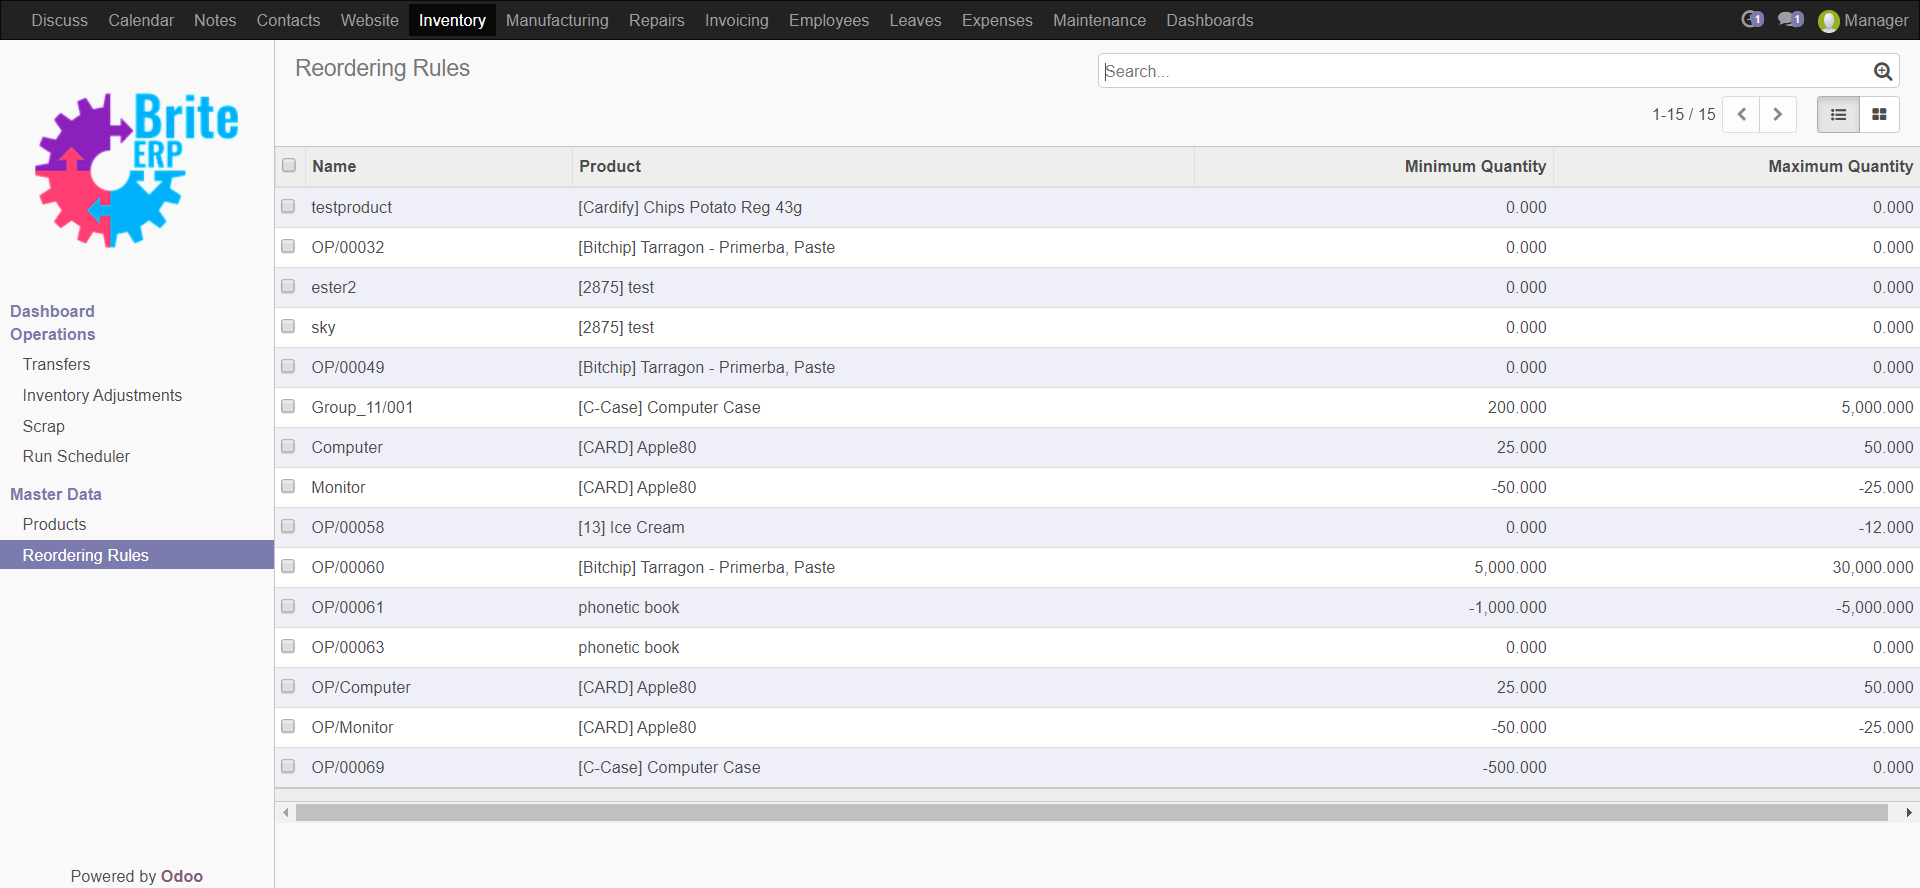 Discuss Calendar Notes Contacts Website Inventory Manufacturing Repairs Invoicing Employees Leaves Expenses Maintenance Dashboards 1 1 Manager
Brite
ERP
Dashboard
Operations
Transfers
Inventory Adjustments
Scrap
Run Scheduler
Master Data
Products
Reordering Rules
Powered by Odoo
Reordering Rules
Search...
1-15 / 15
Name Product Minimum Quantity Maximum Quantity
testproduct [Cardify] Chips Potato Reg 43g 0.000 0.000
OP/00032 [Bitchip] Tarragon - Primerba, Paste 0.000 0.000
ester2 [2875] test 0.000 0.000
sky [2875] test 0.000 0.000
OP/00049 [Bitchip] Tarragon - Primerba, Paste 0.000 0.000
Group_11/001 [C-Case] Computer Case 200.000 5,000.000
Computer [CARD] Apple80 25.000 50.000
Monitor [CARD] Apple80 -50.000 -25.000
OP/00058 [13] Ice Cream 0.000 -12.000
OP/00060 [Bitchip] Tarragon - Primerba, Paste 5,000.000 30,000.000
OP/00061 phonetic book -1,000.000 -5,000.000
OP/00063 phonetic book 0.000 0.000
OP/Computer [CARD] Apple80 25.000 50.000
OP/Monitor [CARD] Apple80 -50.000 -25.000
OP/00069 [C-Case] Computer Case -500.000 0.000